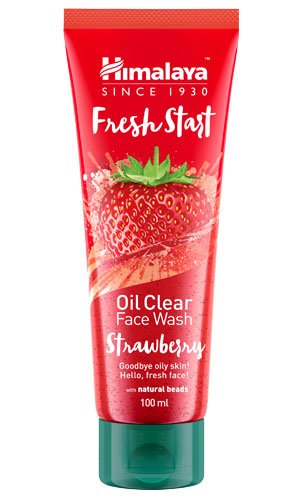 Himalaya
SINCE 1930
Fresh Start
Oil Clear
Face Wash
Strawberry
Goodbye oily skin!
Hello, fresh face!
with natural beads
100 ml